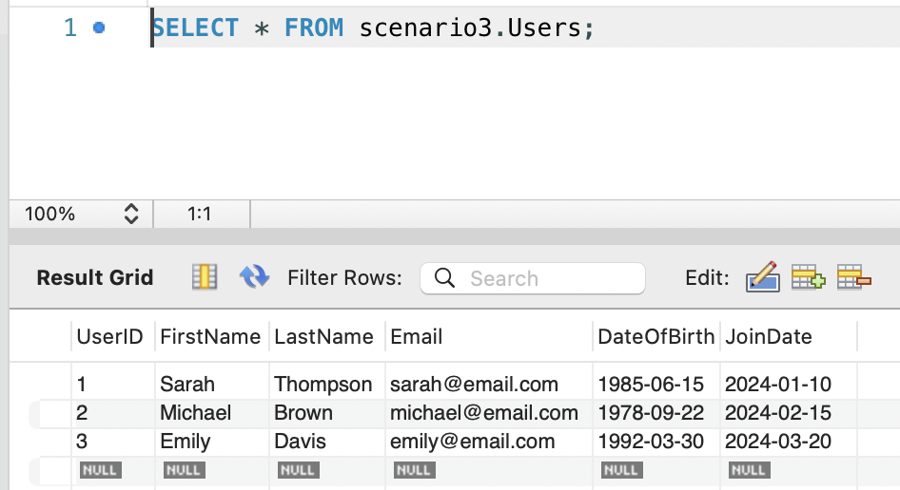 1 SELECT * FROM scenario3.Users;
100% 1:1
Result Grid Filter Rows: Search Edit:
UserID FirstName LastName Email DateOfBirth JoinDate
1 Sarah Thompson sarah@email.com 1985-06-15 2024-01-10
2 Michael Brown michael@email.com 1978-09-22 2024-02-15
3 Emily Davis emily@email.com 1992-03-30 2024-03-20
NULL NULL NULL NULL NULL NULL